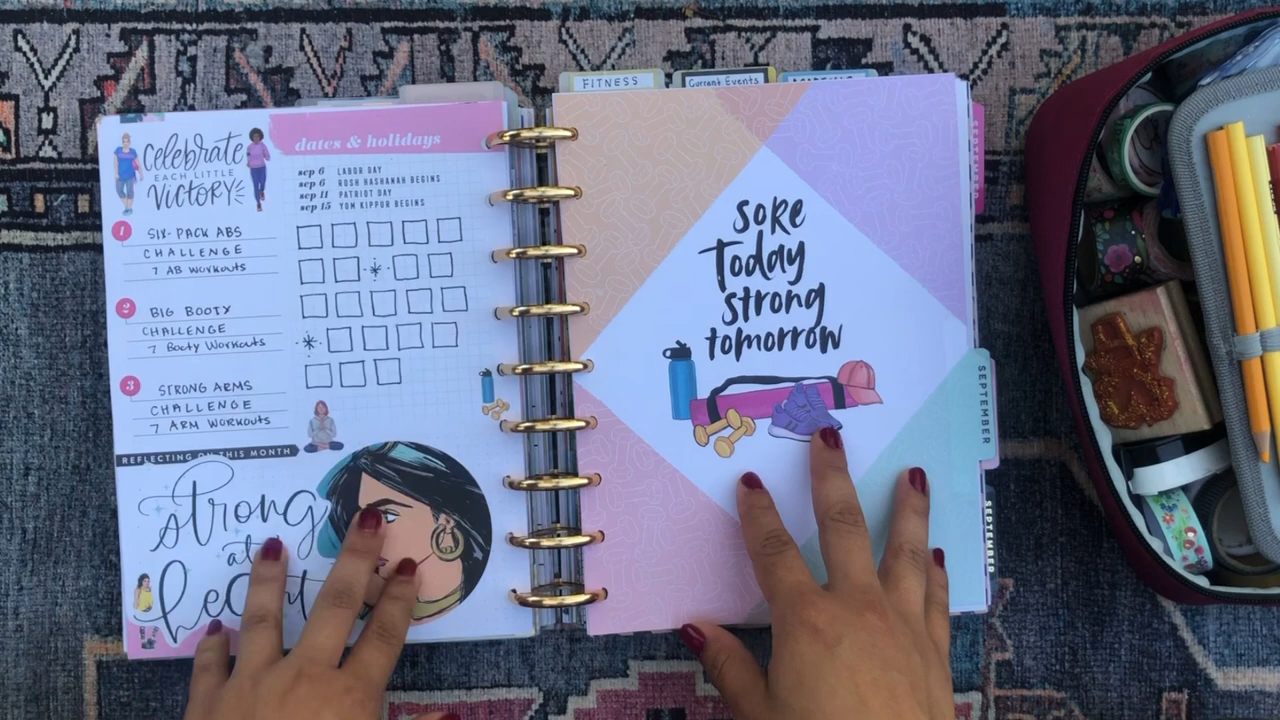 Celebrate
EACH LITTLE
VICTORY
dates & holidays
sep 6 LABOR DAY
sep 6 ROSH HASHANAH BEGINS
sep 11 PATRIOT DAY
sep 15 YOM KIPPUR BEGINS
1 SIX-PACK ABS
CHALLENGE
7 AB WORKOUTS
2 BIG BOOTY
CHALLENGE
7 Booty Workouts
3 STRONG ARMS
CHALLENGE
7 ARM WORKOUTS
REFLECTING ON THIS MONTH
strong
at
heart
FITNESS
Current Events
SORE
Today
strong
tomorrow
SEPTEMBER
SEPTEMBER
SEPTEMBER